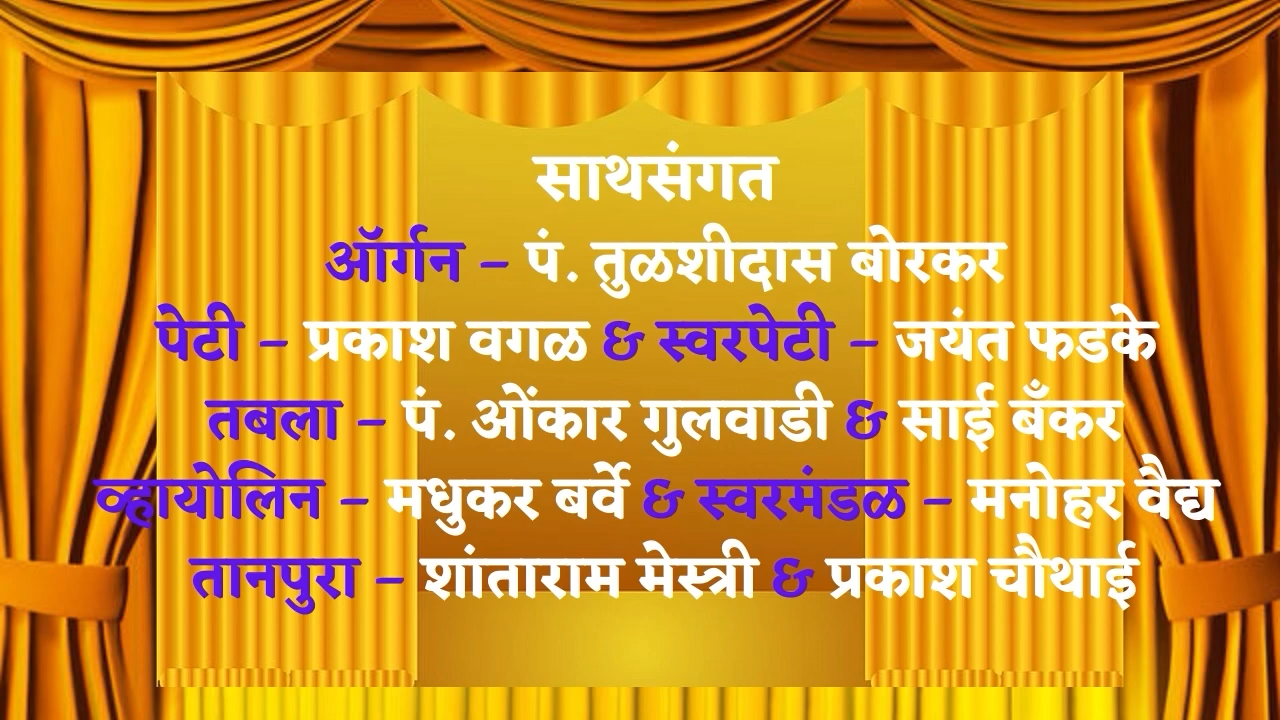 साथसंगत
ऑर्गन – पं. तुळशीदास बोरकर
पेटी – प्रकाश वगळ & स्वरपेटी – जयंत फडके
तबला – पं. ओंकार गुलवाडी & साई बँकर
व्हायोलिन – मधुकर बर्वे & स्वरमंडळ – मनोहर वैद्य
तानपुरा – शांताराम मेस्त्री & प्रकाश चौथाई